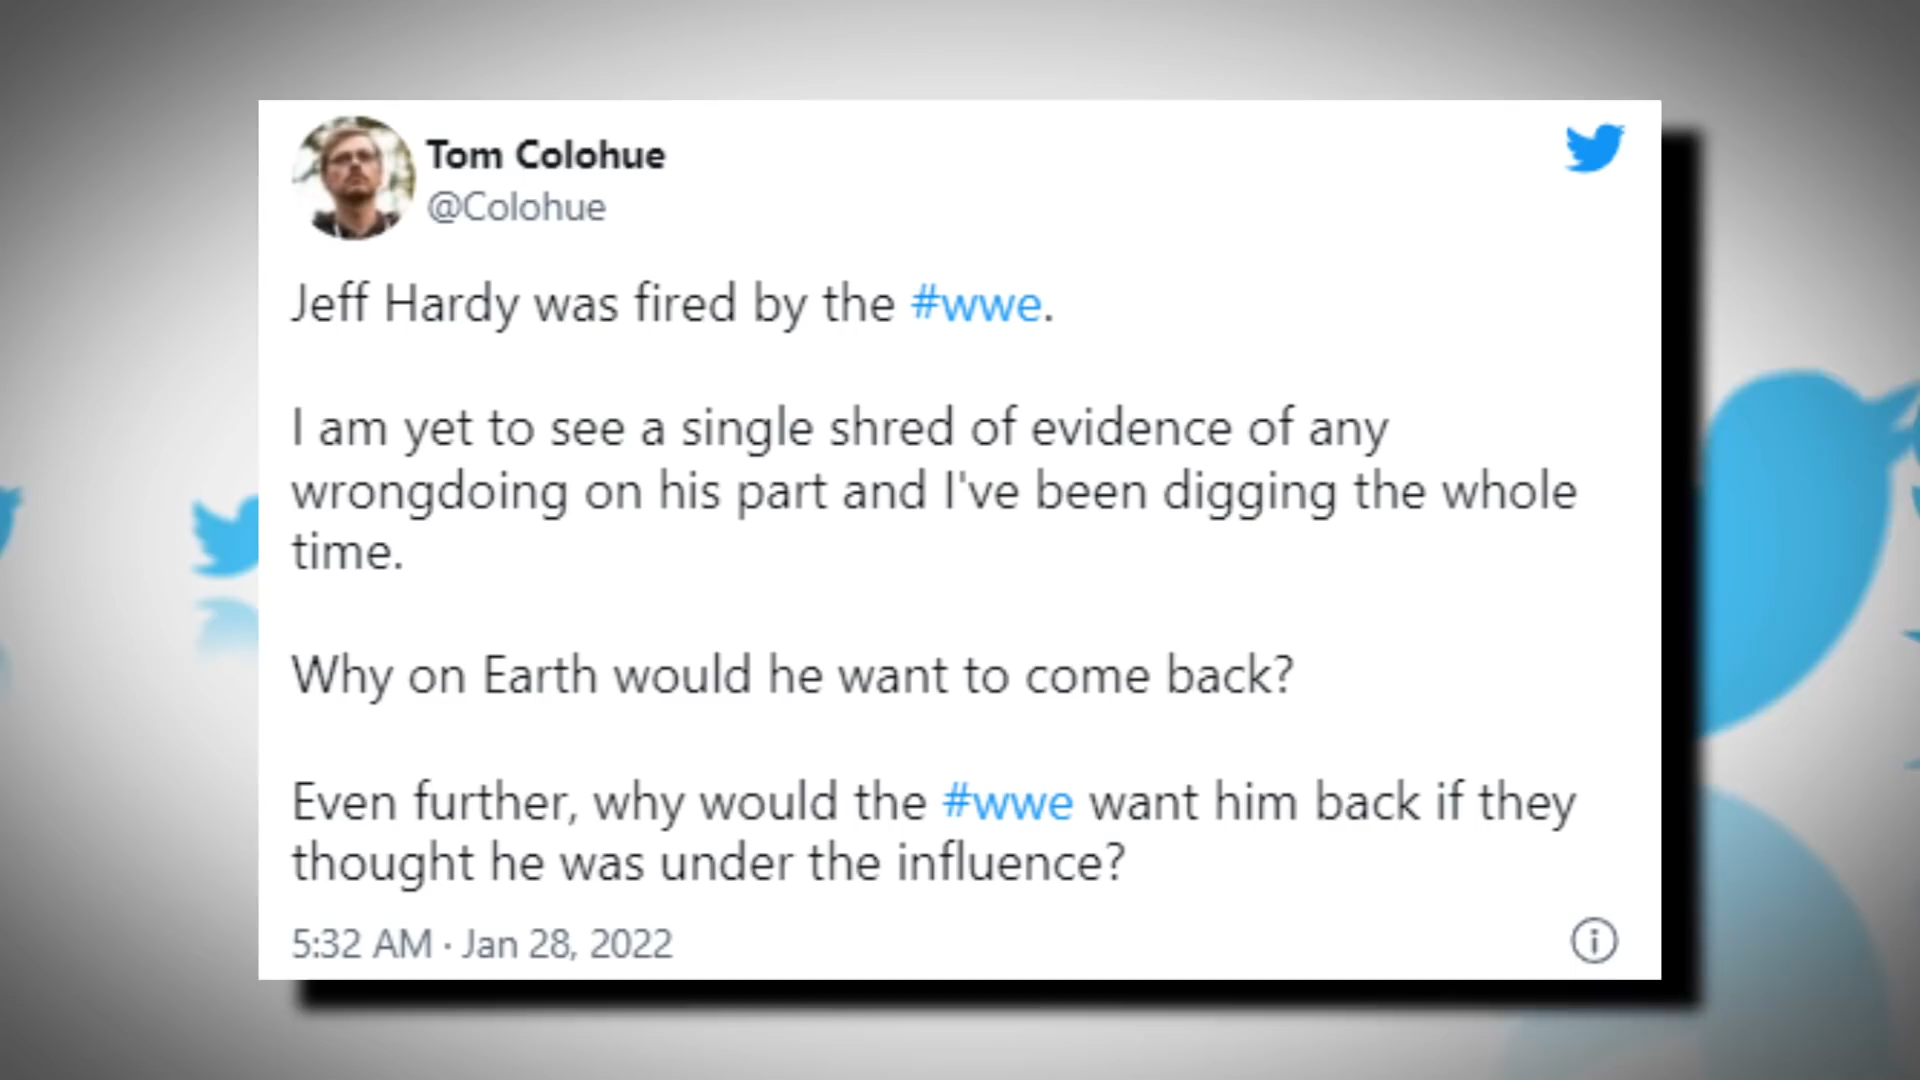 Tom Colohue
@Colohue
Jeff Hardy was fired by the #wwe.
I am yet to see a single shred of evidence of any
wrongdoing on his part and I've been digging the whole
time.
Why on Earth would he want to come back?
Even further, why would the #wwe want him back if they
thought he was under the influence?
5:32 AM · Jan 28, 2022